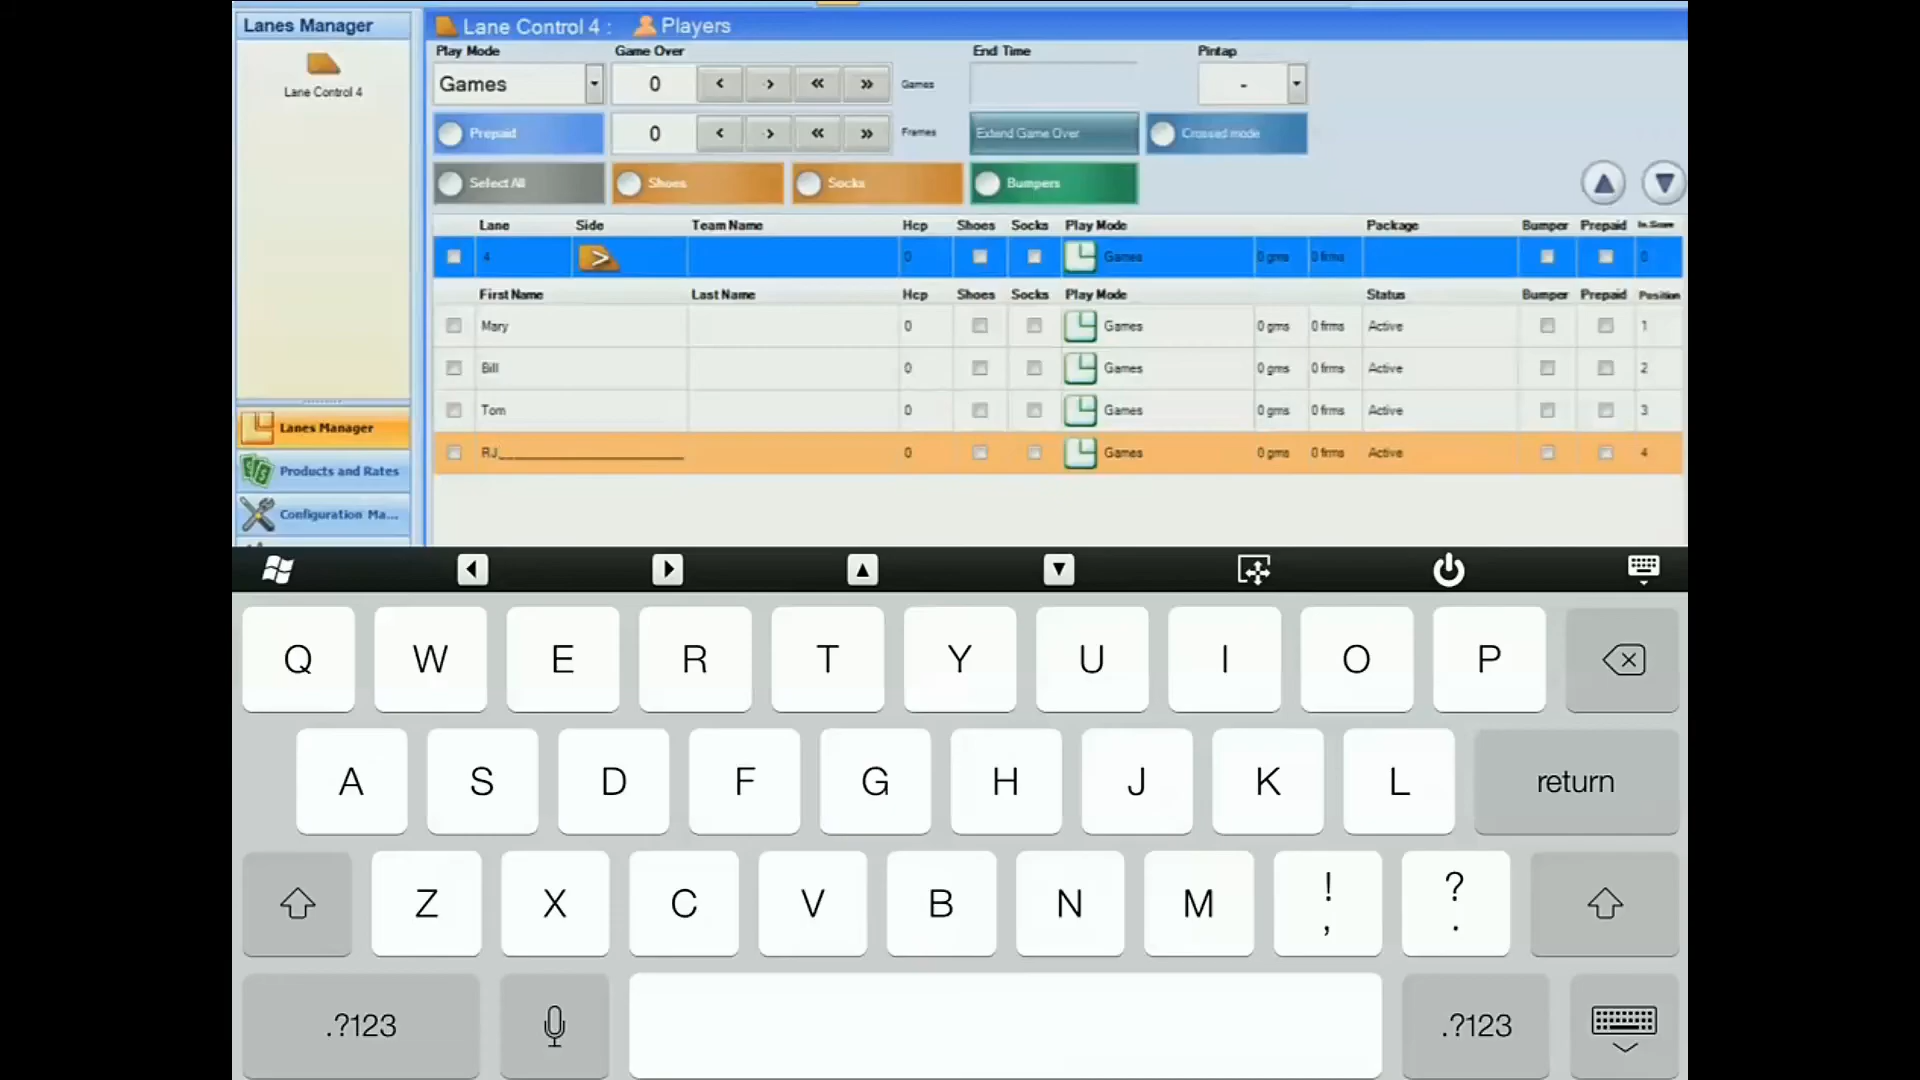 Lanes Manager
Lane Control 4
Lane Control 4 : Players
Play Mode Game Over End Time Pintap
Games 0 < > « » Games -
Prepaid 0 < > « » Frames Extend Game Over Crossed mode
Select All Shoes Socks Bumpers
Lane Side Team Name Hcp Shoes Socks Play Mode Package Bumper Prepaid In.Score
4 > 0 Games 0 gms 0 frms 0
First Name Last Name Hcp Shoes Socks Play Mode Status Bumper Prepaid Position
Mary 0 Games 0 gms 0 frms Active 1
Bill 0 Games 0 gms 0 frms Active 2
Tom 0 Games 0 gms 0 frms Active 3
RJ_______________________ 0 Games 0 gms 0 frms Active 4
Lanes Manager
Products and Rates
Configuration Ma...
Q W E R T Y U I O P
A S D F G H J K L return
Z X C V B N M ! , ? .
.?123 .?123